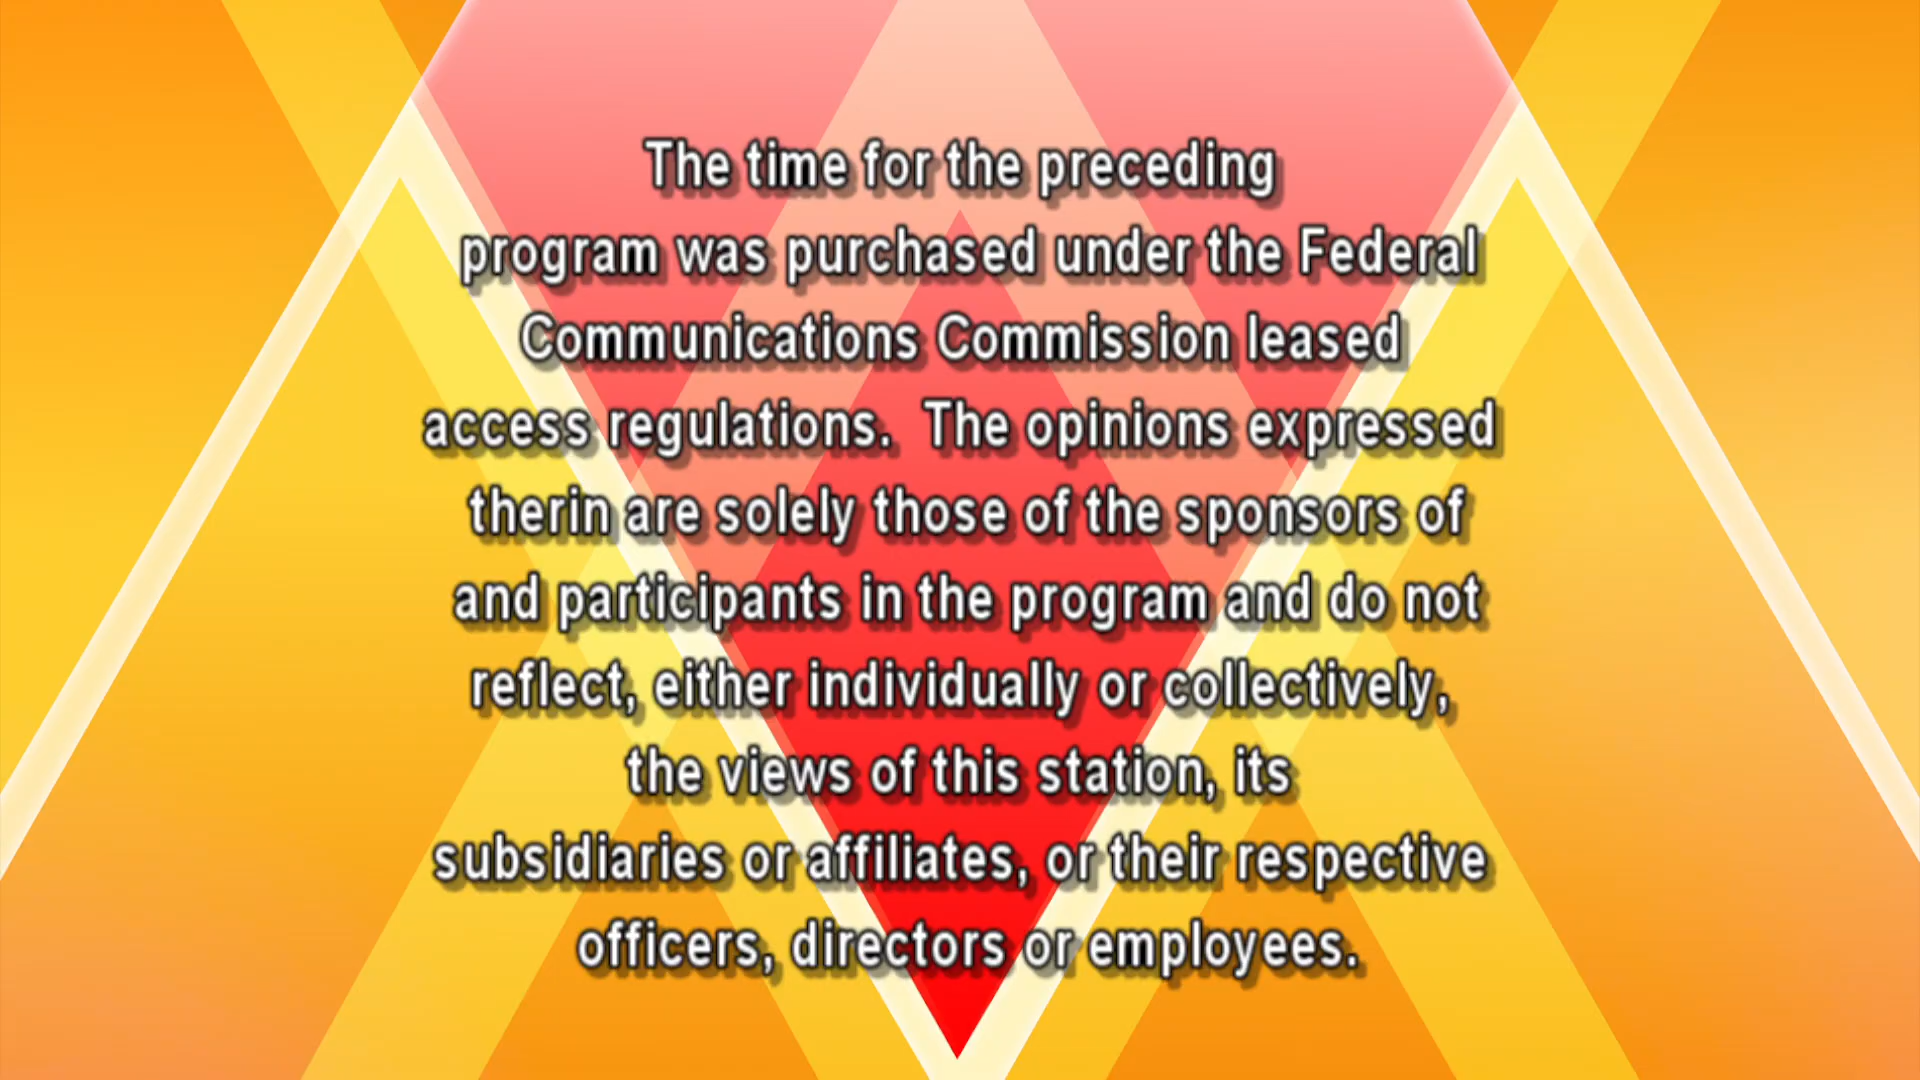 The time for the preceding
program was purchased under the Federal
Communications Commission leased
access regulations.  The opinions expressed
therin are solely those of the sponsors of
and participants in the program and do not
reflect, either individually or collectively,
the views of this station, its
subsidiaries or affiliates, or their respective
officers, directors or employees.